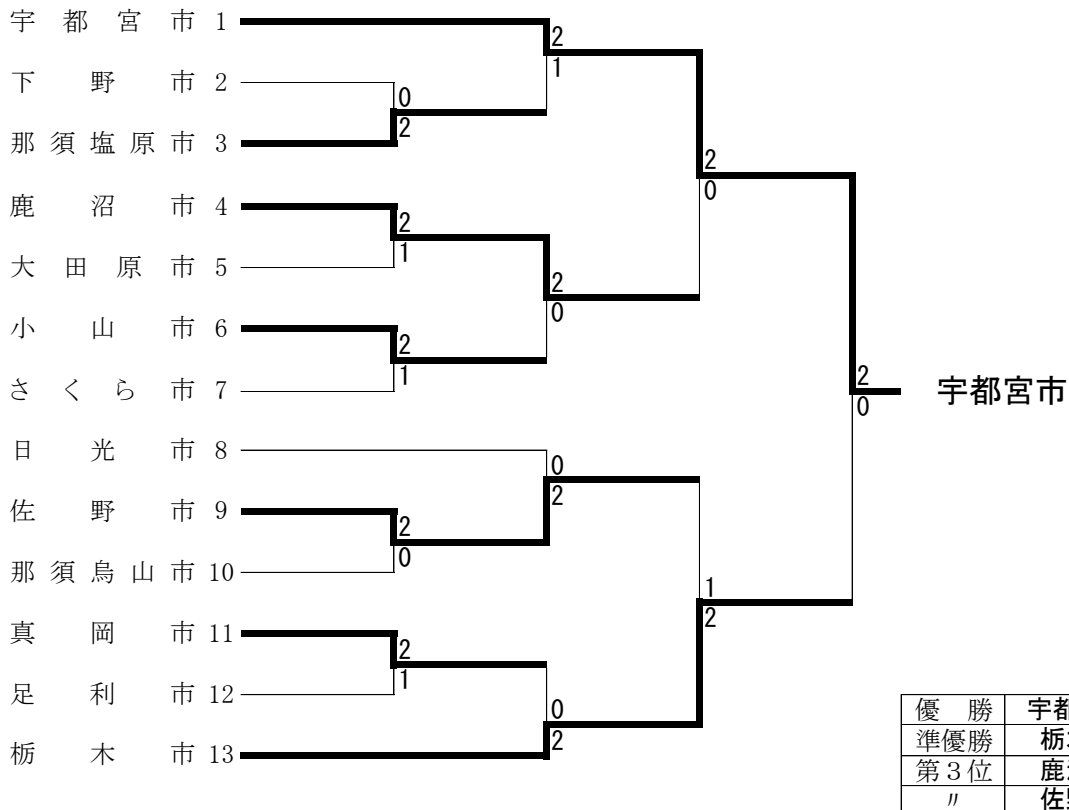 宇都宮市 1
下野市 2
那須塩原市 3
鹿沼市 4
大田原市 5
小山市 6
さくら市 7
日光市 8
佐野市 9
那須烏山市 10
真岡市 11
足利市 12
栃木市 13
0
2
2
1
2
1
2
0
2
1
2
1
2
0
0
2
0
2
2
0
1
2
2
0
宇都宮市
優勝 宇都
準優勝 栃
第3位 鹿
〃 佐